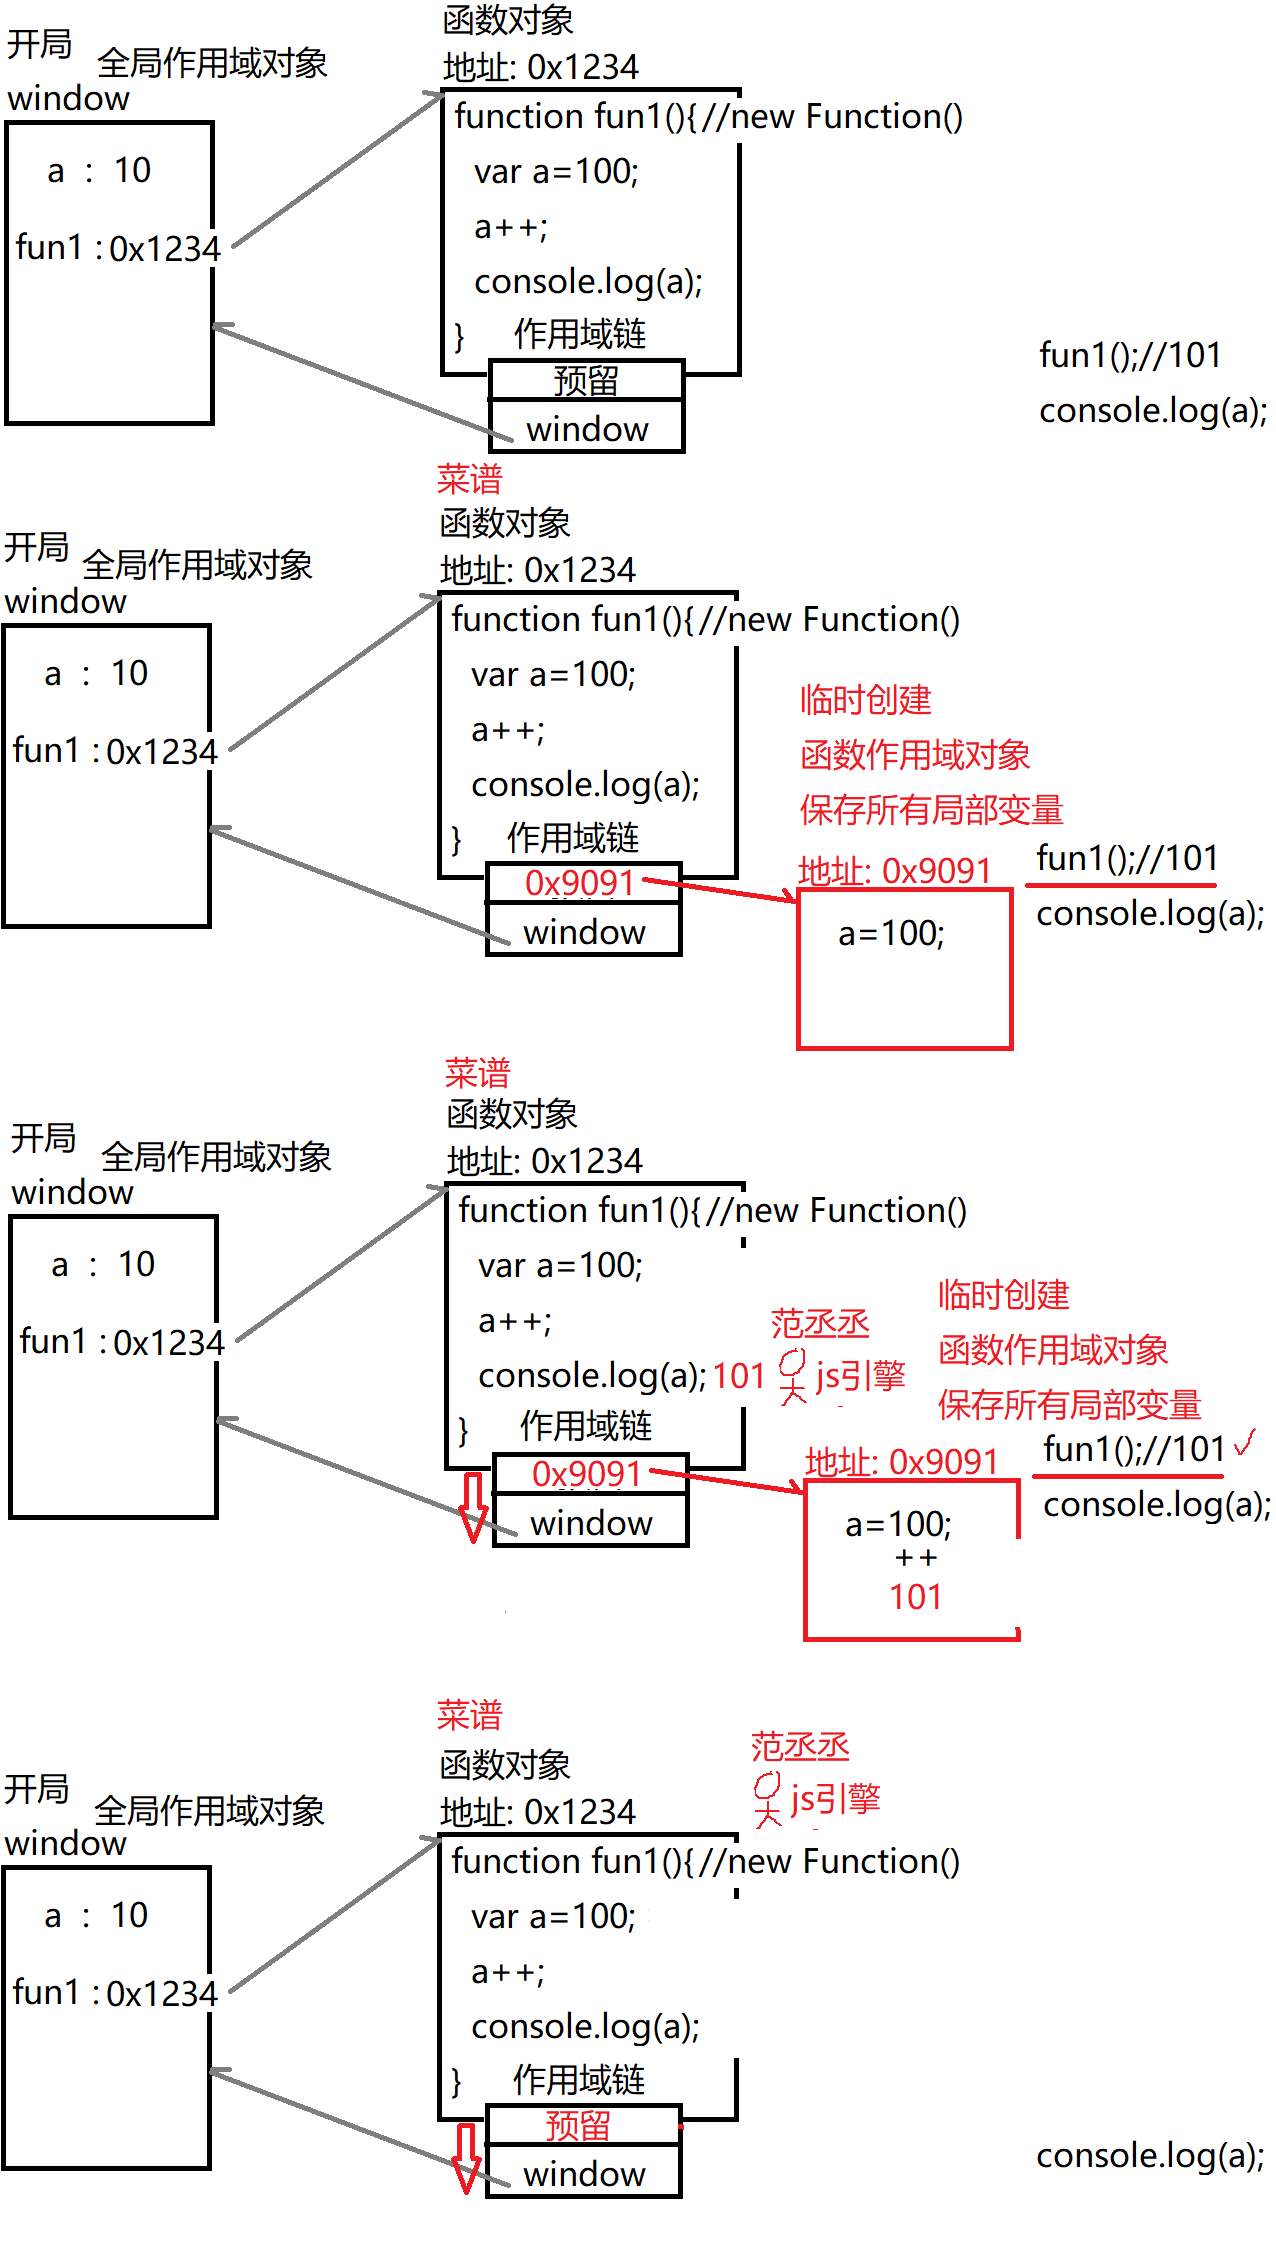 开局
全局作用域对象
window
a : 10
fun1 : 0x1234
函数对象
地址: 0x1234
function fun1(){//new Function()
var a=100;
a++;
console.log(a);
} 作用域链
预留
window
fun1();//101
console.log(a);
菜谱
函数对象
地址: 0x1234
开局
全局作用域对象
window
a : 10
fun1 : 0x1234
function fun1(){//new Function()
var a=100;
a++;
console.log(a);
} 作用域链
0x9091
window
临时创建
函数作用域对象
保存所有局部变量
地址: 0x9091
a=100;
fun1();//101
console.log(a);
菜谱
函数对象
地址: 0x1234
开局
全局作用域对象
window
a : 10
fun1 : 0x1234
function fun1(){//new Function()
var a=100;
a++;
console.log(a); 101
} 作用域链
0x9091
window
范丞丞
js引擎
临时创建
函数作用域对象
保存所有局部变量
地址: 0x9091
a=100;
++
101
fun1();//101
console.log(a);
菜谱
函数对象
地址: 0x1234
范丞丞
js引擎
开局
全局作用域对象
window
a : 10
fun1 : 0x1234
function fun1(){//new Function()
var a=100;
a++;
console.log(a);
} 作用域链
预留
window
console.log(a);